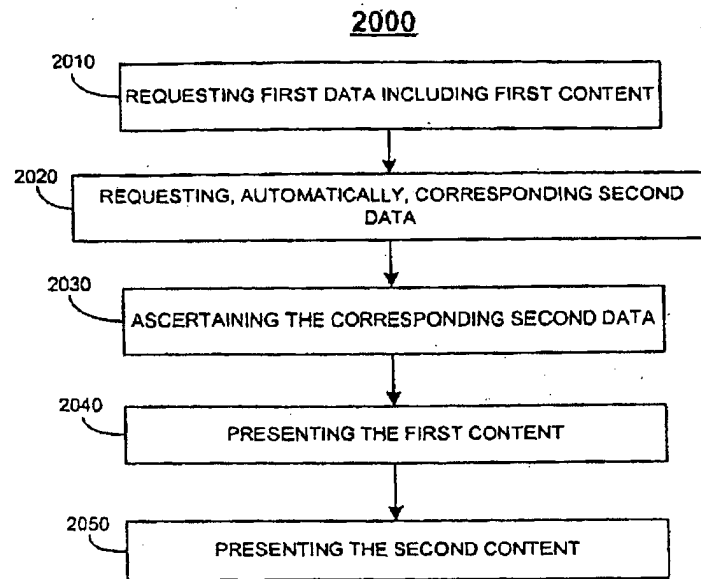 2000
2010
REQUESTING FIRST DATA INCLUDING FIRST CONTENT
2020
REQUESTING, AUTOMATICALLY, CORRESPONDING SECOND
DATA
2030
ASCERTAINING THE CORRESPONDING SECOND DATA
2040
PRESENTING THE FIRST CONTENT
2050
PRESENTING THE SECOND CONTENT